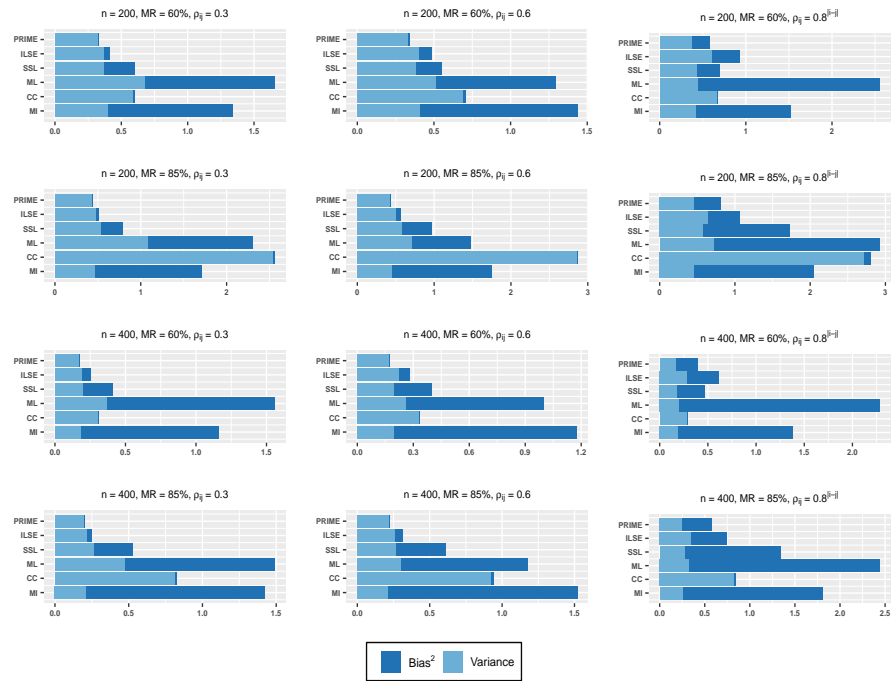 n = 200, MR = 60%, ρij = 0.3
PRIME
ILSE
SSL
ML
CC
MI
0.0 0.5 1.0 1.5
n = 200, MR = 60%, ρij = 0.6
PRIME
ILSE
SSL
ML
CC
MI
0.0 0.5 1.0 1.5
n = 200, MR = 60%, ρij = 0.8|i−j|
PRIME
ILSE
SSL
ML
CC
MI
0 1 2
n = 200, MR = 85%, ρij = 0.3
PRIME
ILSE
SSL
ML
CC
MI
0 1 2
n = 200, MR = 85%, ρij = 0.6
PRIME
ILSE
SSL
ML
CC
MI
0 1 2 3
n = 200, MR = 85%, ρij = 0.8|i−j|
PRIME
ILSE
SSL
ML
CC
MI
0 1 2 3
n = 400, MR = 60%, ρij = 0.3
PRIME
ILSE
SSL
ML
CC
MI
0.0 0.5 1.0 1.5
n = 400, MR = 60%, ρij = 0.6
PRIME
ILSE
SSL
ML
CC
MI
0.0 0.3 0.6 0.9 1.2
n = 400, MR = 60%, ρij = 0.8|i−j|
PRIME
ILSE
SSL
ML
CC
MI
0.0 0.5 1.0 1.5 2.0
n = 400, MR = 85%, ρij = 0.3
PRIME
ILSE
SSL
ML
CC
MI
0.0 0.5 1.0 1.5
n = 400, MR = 85%, ρij = 0.6
PRIME
ILSE
SSL
ML
CC
MI
0.0 0.5 1.0 1.5
n = 400, MR = 85%, ρij = 0.8|i−j|
PRIME
ILSE
SSL
ML
CC
MI
0.0 0.5 1.0 1.5 2.0 2.5
Bias² Variance